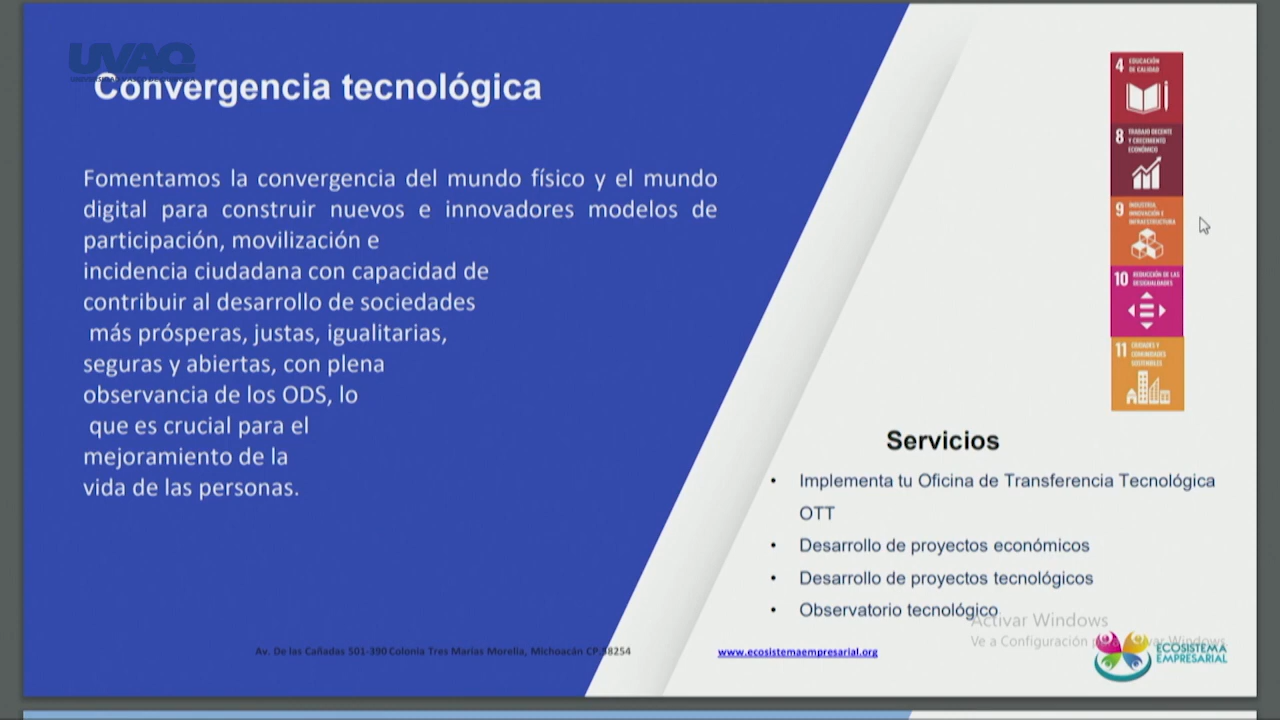 UVAQ
Convergencia tecnológica
Fomentamos la convergencia del mundo físico y el mundo
digital para construir nuevos e innovadores modelos de
participación, movilización e
incidencia ciudadana con capacidad de
contribuir al desarrollo de sociedades
más prósperas, justas, igualitarias,
seguras y abiertas, con plena
observancia de los ODS, lo
que es crucial para el
mejoramiento de la
vida de las personas.
4 EDUCACIÓN
DE CALIDAD
8 TRABAJO DECENTE
Y CRECIMIENTO
ECONÓMICO
9 INDUSTRIA,
INNOVACIÓN E
INFRAESTRUCTURA
10 REDUCCIÓN DE LAS
DESIGUALDADES
11 CIUDADES Y
COMUNIDADES
SOSTENIBLES
Servicios
• Implementa tu Oficina de Transferencia Tecnológica
OTT
• Desarrollo de proyectos económicos
• Desarrollo de proyectos tecnológicos
• Observatorio tecnológico
Activar Windows
Ve a Configuración Windows
Av. De las Cañadas 501-390 Colonia Tres Marías Morelia, Michoacán CP.58254
www.ecosistemaempresarial.org
ECOSISTEMA
EMPRESARIAL